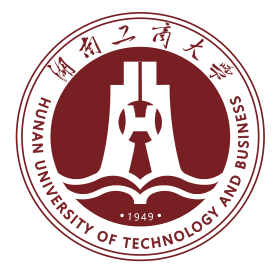 湖南工商大学
HUNAN UNIVERSITY OF TECHNOLOGY AND BUSINESS
·1949·